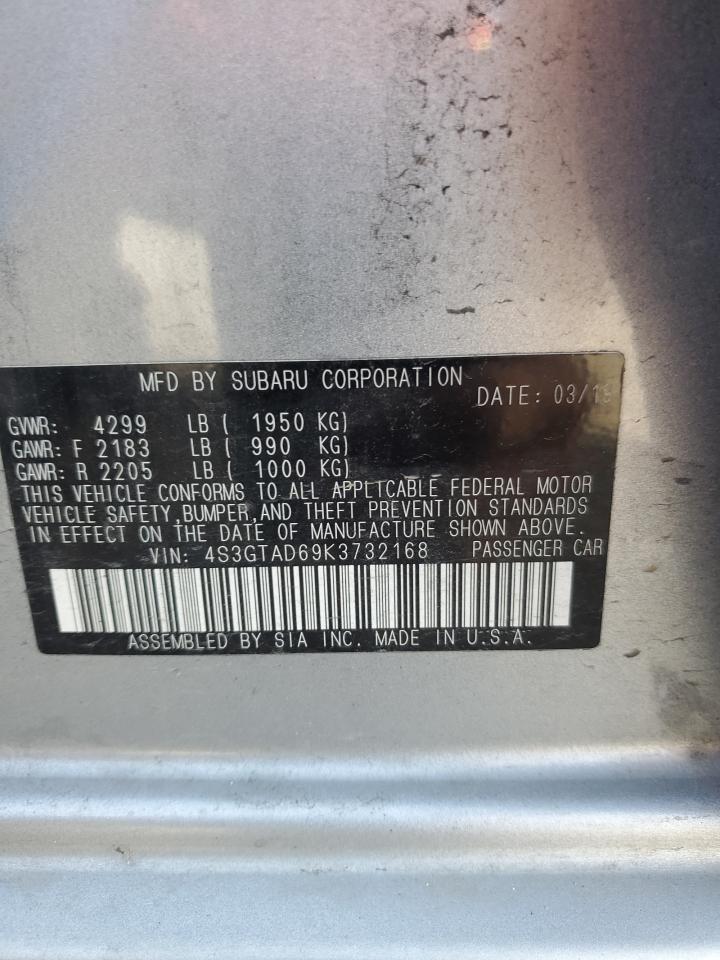 MFD BY SUBARU CORPORATION
DATE: 03/19
GVWR: 4299 LB ( 1950 KG)
GAWR: F 2183 LB ( 990 KG)
GAWR: R 2205 LB ( 1000 KG)
THIS VEHICLE CONFORMS TO ALL APPLICABLE FEDERAL MOTOR
VEHICLE SAFETY,BUMPER,AND THEFT PREVENTION STANDARDS
IN EFFECT ON THE DATE OF MANUFACTURE SHOWN ABOVE.
VIN: 4S3GTAD69K3732168 PASSENGER CAR
ASSEMBLED BY SIA INC. MADE IN U.S.A.